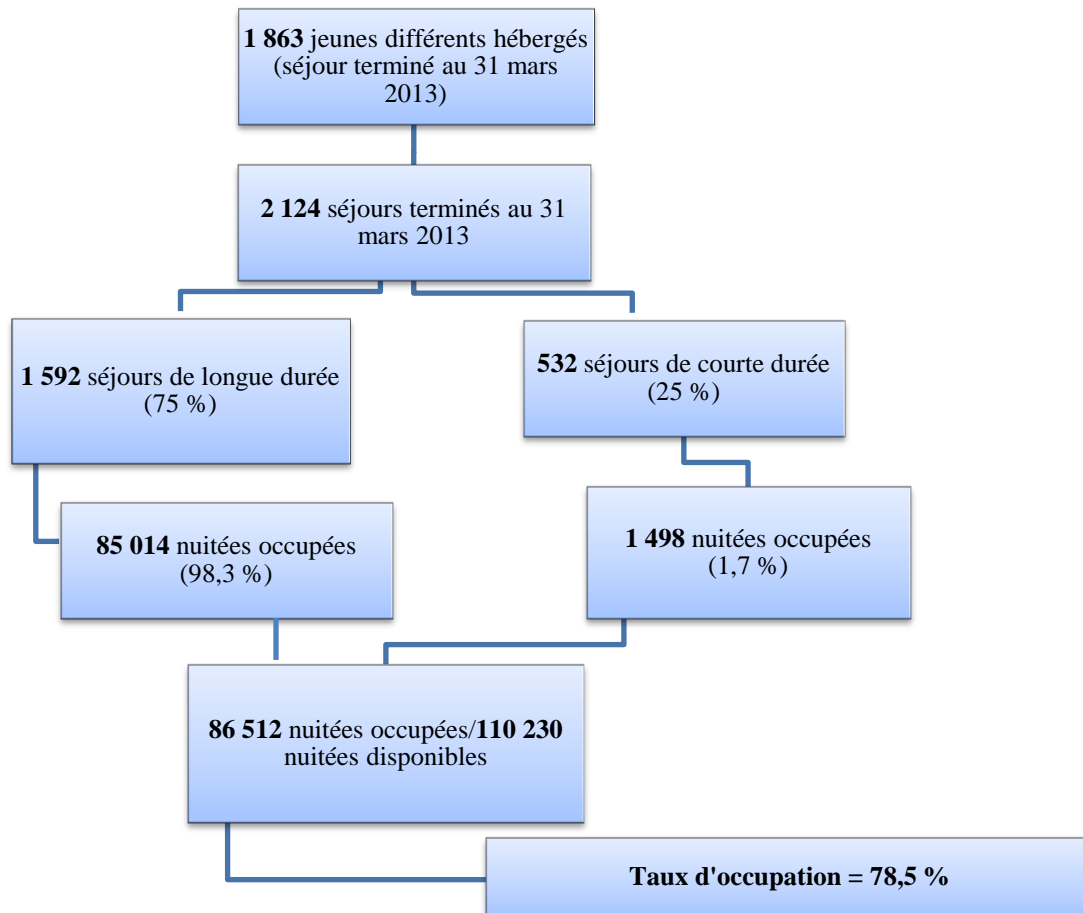 1 863 jeunes différents hébergés
(séjour terminé au 31 mars
2013)
2 124 séjours terminés au 31
mars 2013
1 592 séjours de longue durée
(75 %)
532 séjours de courte durée
(25 %)
85 014 nuitées occupées
(98,3 %)
1 498 nuitées occupées
(1,7 %)
86 512 nuitées occupées/110 230
nuitées disponibles
Taux d'occupation = 78,5 %